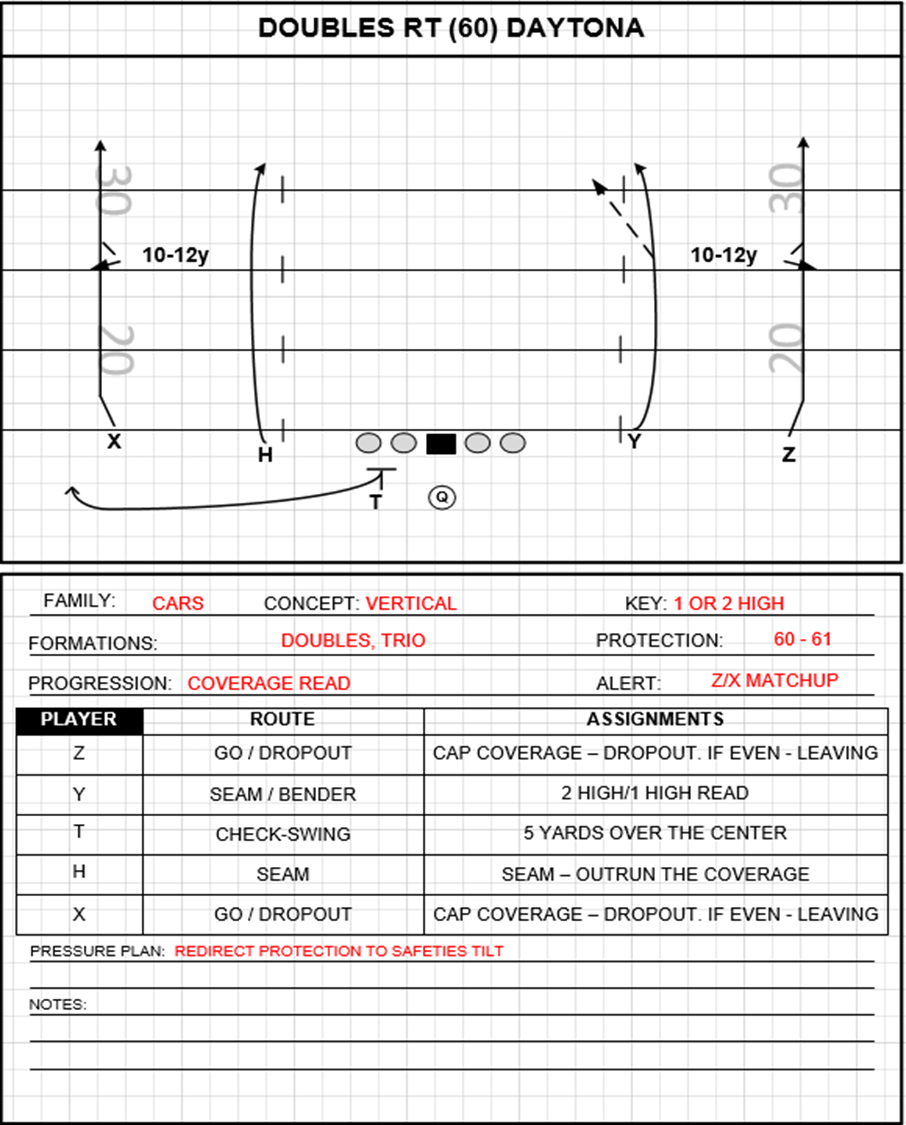 DOUBLES RT (60) DAYTONA
30
30
10-12y
10-12y
20
20
X
H
Y
Z
T
Q
FAMILY: CARS CONCEPT: VERTICAL KEY: 1 OR 2 HIGH
FORMATIONS: DOUBLES, TRIO PROTECTION: 60 - 61
PROGRESSION: COVERAGE READ ALERT: Z/X MATCHUP
PLAYER ROUTE ASSIGNMENTS
Z GO / DROPOUT CAP COVERAGE – DROPOUT. IF EVEN - LEAVING
Y SEAM / BENDER 2 HIGH/1 HIGH READ
T CHECK-SWING 5 YARDS OVER THE CENTER
H SEAM SEAM – OUTRUN THE COVERAGE
X GO / DROPOUT CAP COVERAGE – DROPOUT. IF EVEN - LEAVING
PRESSURE PLAN: REDIRECT PROTECTION TO SAFETIES TILT
NOTES: